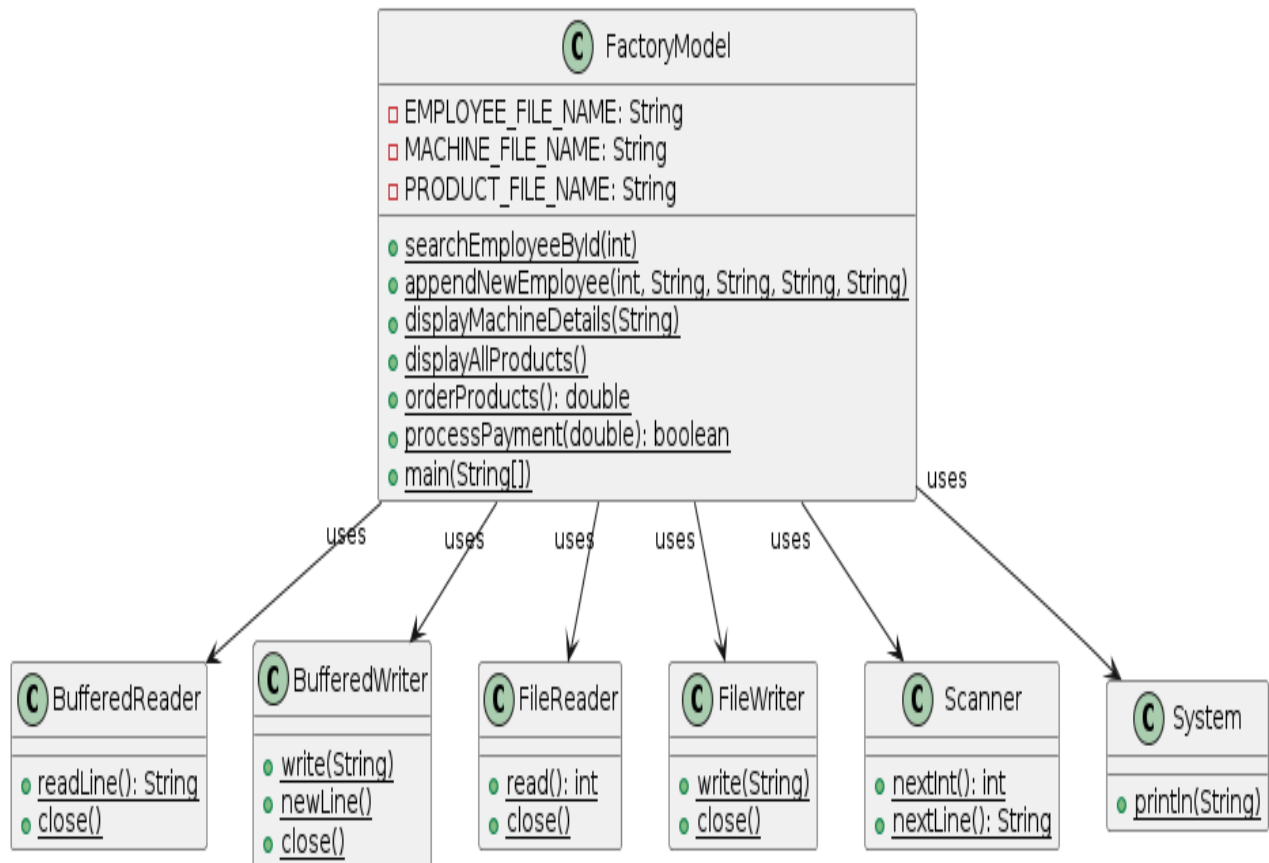 C FactoryModel
EMPLOYEE_FILE_NAME: String
MACHINE_FILE_NAME: String
PRODUCT_FILE_NAME: String
searchEmployeeById(int)
appendNewEmployee(int, String, String, String, String)
displayMachineDetails(String)
displayAllProducts()
orderProducts(): double
processPayment(double): boolean
main(String[])
uses
uses
uses
uses
uses
uses
C BufferedReader
readLine(): String
close()
C BufferedWriter
write(String)
newLine()
close()
C FileReader
read(): int
close()
C FileWriter
write(String)
close()
C Scanner
nextInt(): int
nextLine(): String
C System
println(String)